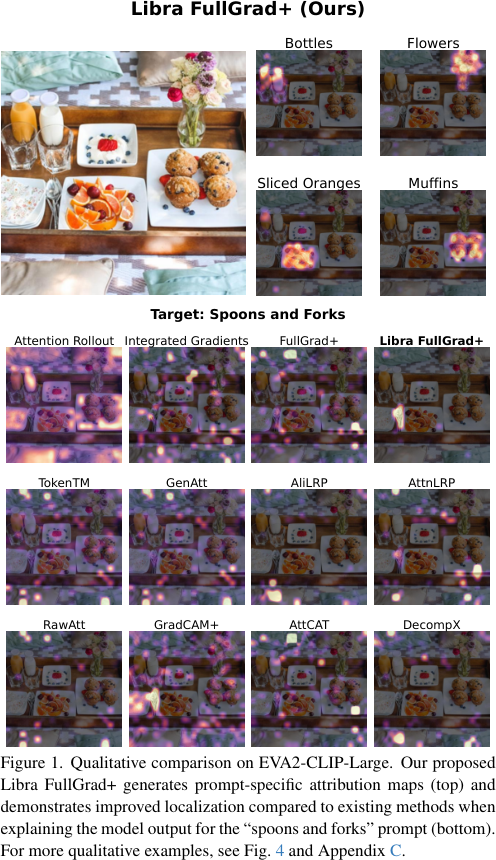 Libra FullGrad+ (Ours)
Bottles
Flowers
Sliced Oranges
Muffins
Target: Spoons and Forks
Attention Rollout
Integrated Gradients
FullGrad+
Libra FullGrad+
TokenTM
GenAtt
AliLRP
AttnLRP
RawAtt
GradCAM+
AttCAT
DecompX
Figure 1. Qualitative comparison on EVA2-CLIP-Large. Our proposed
Libra FullGrad+ generates prompt-specific attribution maps (top) and
demonstrates improved localization compared to existing methods when
explaining the model output for the “spoons and forks” prompt (bottom).
For more qualitative examples, see Fig. 4 and Appendix C.